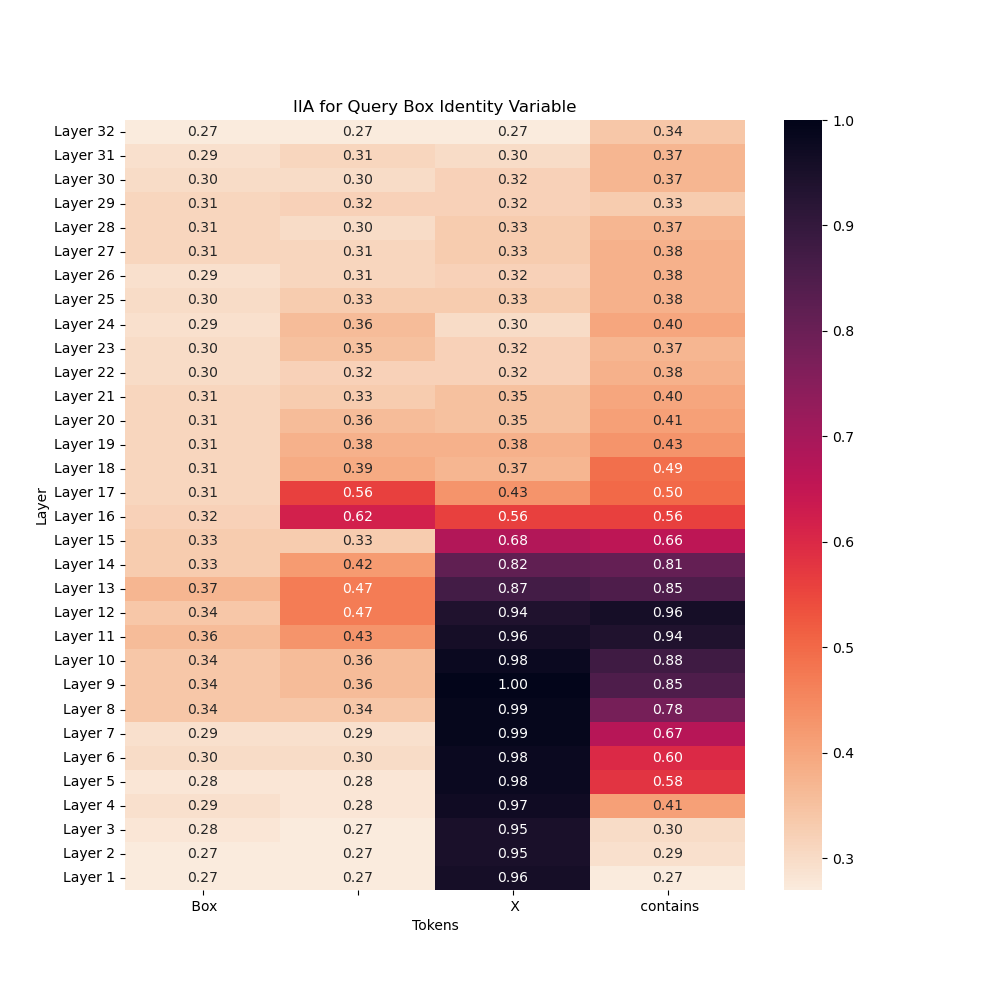 IIA for Query Box Identity Variable
Layer 32 0.27 0.27 0.27 0.34
Layer 31 0.29 0.31 0.30 0.37
Layer 30 0.30 0.30 0.32 0.37
Layer 29 0.31 0.32 0.32 0.33
Layer 28 0.31 0.30 0.33 0.37
Layer 27 0.31 0.31 0.33 0.38
Layer 26 0.29 0.31 0.32 0.38
Layer 25 0.30 0.33 0.33 0.38
Layer 24 0.29 0.36 0.30 0.40
Layer 23 0.30 0.35 0.32 0.37
Layer 22 0.30 0.32 0.32 0.38
Layer 21 0.31 0.33 0.35 0.40
Layer 20 0.31 0.36 0.35 0.41
Layer 19 0.31 0.38 0.38 0.43
Layer 18 0.31 0.39 0.37 0.49
Layer 17 0.31 0.56 0.43 0.50
Layer 16 0.32 0.62 0.56 0.56
Layer 15 0.33 0.33 0.68 0.66
Layer 14 0.33 0.42 0.82 0.81
Layer 13 0.37 0.47 0.87 0.85
Layer 12 0.34 0.47 0.94 0.96
Layer 11 0.36 0.43 0.96 0.94
Layer 10 0.34 0.36 0.98 0.88
Layer 9 0.34 0.36 1.00 0.85
Layer 8 0.34 0.34 0.99 0.78
Layer 7 0.29 0.29 0.99 0.67
Layer 6 0.30 0.30 0.98 0.60
Layer 5 0.28 0.28 0.98 0.58
Layer 4 0.29 0.28 0.97 0.41
Layer 3 0.28 0.27 0.95 0.30
Layer 2 0.27 0.27 0.95 0.29
Layer 1 0.27 0.27 0.96 0.27
Box X contains
Tokens
Layer
1.0
0.9
0.8
0.7
0.6
0.5
0.4
0.3